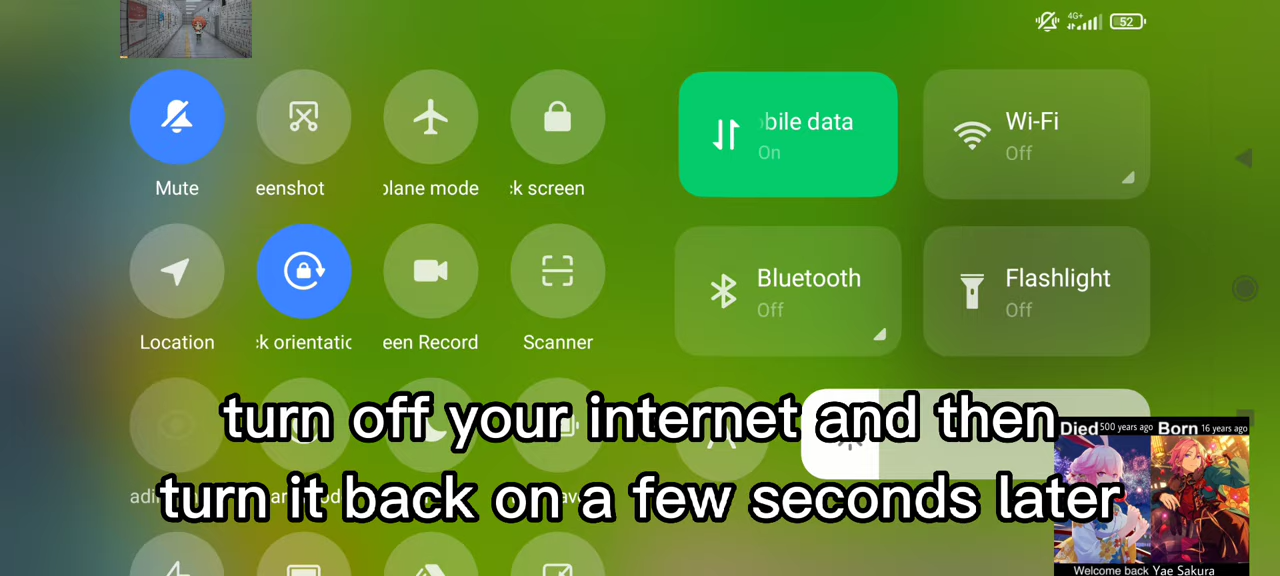 4G+
52
Mute
eenshot
plane mode
k screen
bile data
On
Wi-Fi
Off
Location
k orientatic
een Record
Scanner
Bluetooth
Off
Flashlight
Off
turn off your internet and then
turn it back on a few seconds later
Died 500 years ago Born 16 years ago
Welcome back Yae Sakura